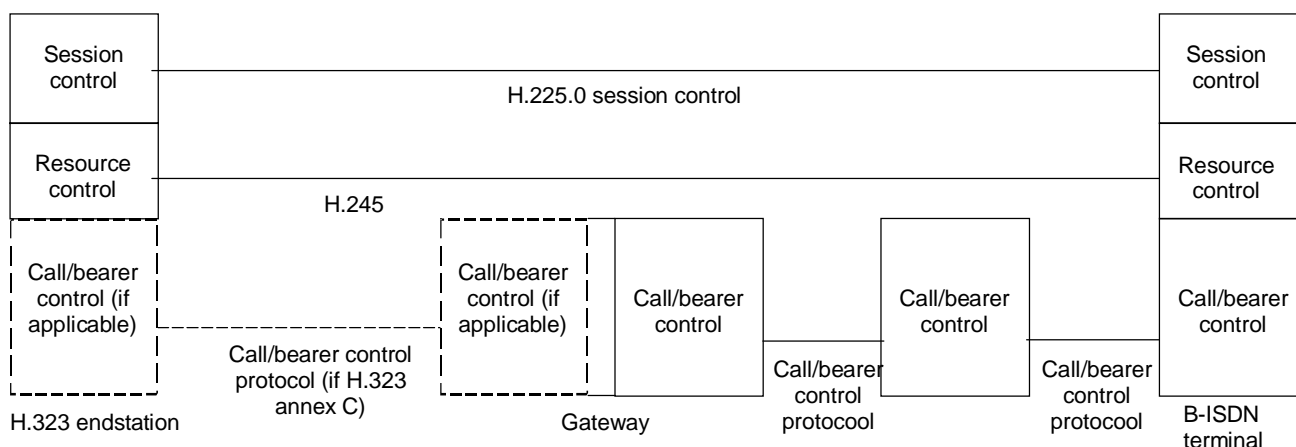 Session
control
Session
control
H.225.0 session control
Resource
control
Resource
control
H.245
Call/bearer
control (if
applicable)
Call/bearer
control (if
applicable)
Call/bearer
control
Call/bearer
control
Call/bearer
control
Call/bearer control
protocol (if H.323
annex C)
Call/bearer
control
protocool
Call/bearer
control
protocool
H.323 endstation
Gateway
B-ISDN
terminal